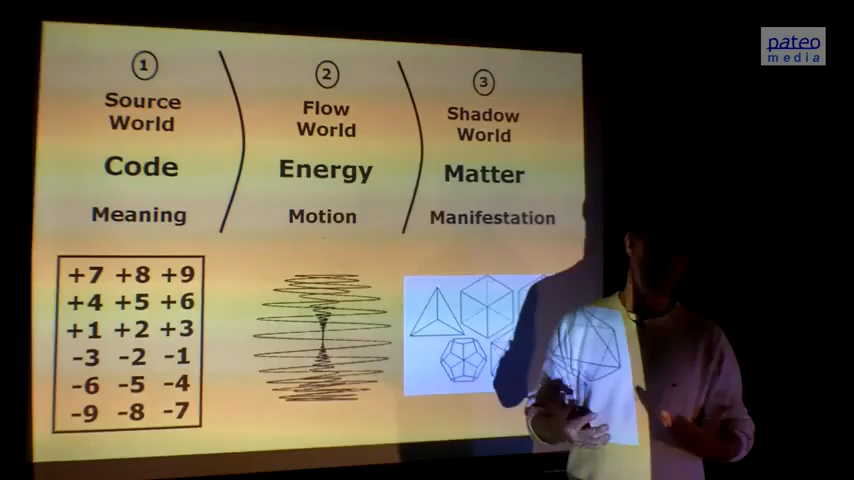 pateo
media
1
Source
World
Code
Meaning
+7 +8 +9
+4 +5 +6
+1 +2 +3
-3 -2 -1
-6 -5 -4
-9 -8 -7
2
Flow
World
Energy
Motion
3
Shadow
World
Matter
Manifestation